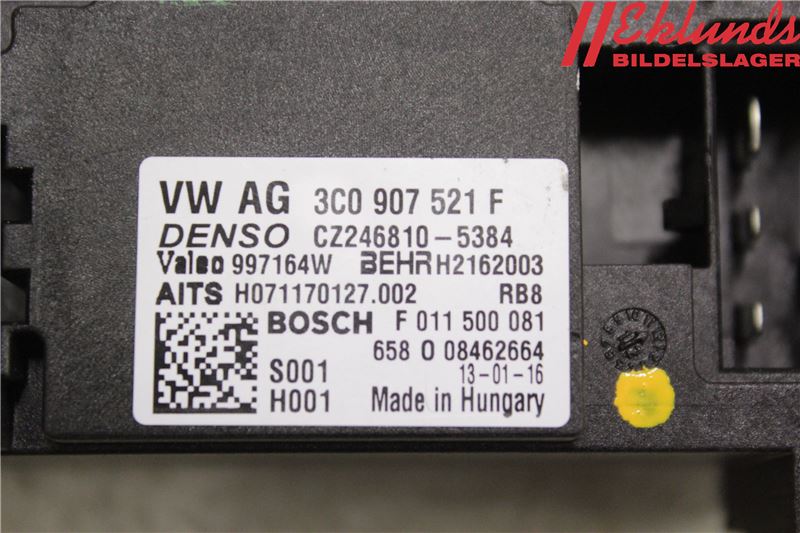 Eklunds
BILDELSLAGER
VW AG 3C0 907 521 F
DENSO CZ246810-5384
Valeo 997164W BEHR H2162003
AITS H071170127.002 RB8
BOSCH F 011 500 081
658 O 08462664
S001 13-01-16
H001 Made in Hungary